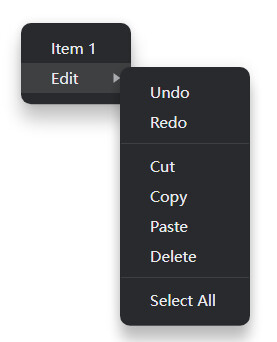 Item 1
Edit
Undo
Redo
Cut
Copy
Paste
Delete
Select All